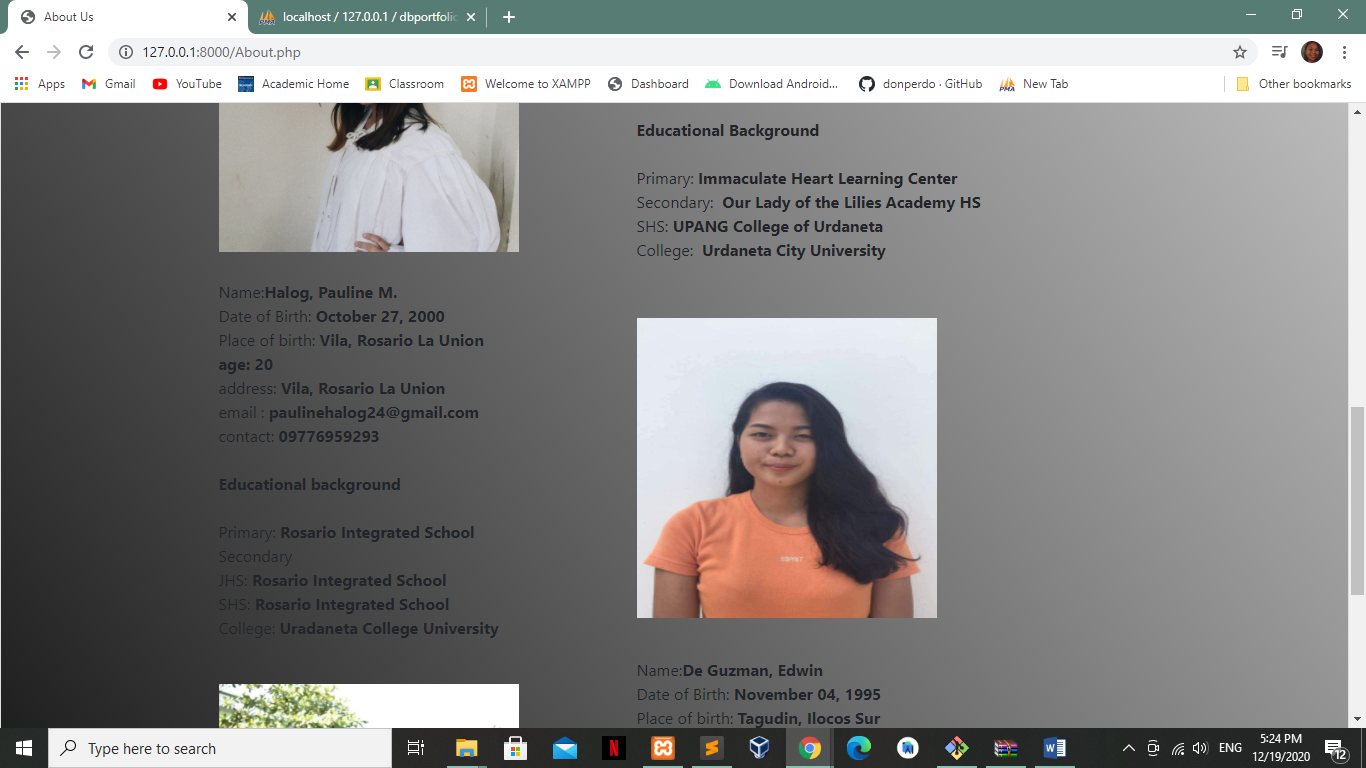 About Us
localhost / 127.0.0.1 / dbportfolio
127.0.0.1:8000/About.php
Apps
Gmail
YouTube
Academic Home
Classroom
Welcome to XAMPP
Dashboard
Download Android...
donperdo · GitHub
PMA
New Tab
Other bookmarks
Name:Halog, Pauline M.
Date of Birth: October 27, 2000
Place of birth: Vila, Rosario La Union
age: 20
address: Vila, Rosario La Union
email : paulinehalog24@gmail.com
contact: 09776959293
Educational background
Primary: Rosario Integrated School
Secondary
JHS: Rosario Integrated School
SHS: Rosario Integrated School
College: Uradaneta College University
Educational Background
Primary: Immaculate Heart Learning Center
Secondary: Our Lady of the Lilies Academy HS
SHS: UPANG College of Urdaneta
College: Urdaneta City University
Name:De Guzman, Edwin
Date of Birth: November 04, 1995
Place of birth: Tagudin, Ilocos Sur
Type here to search
ENG
5:24 PM
12/19/2020
12